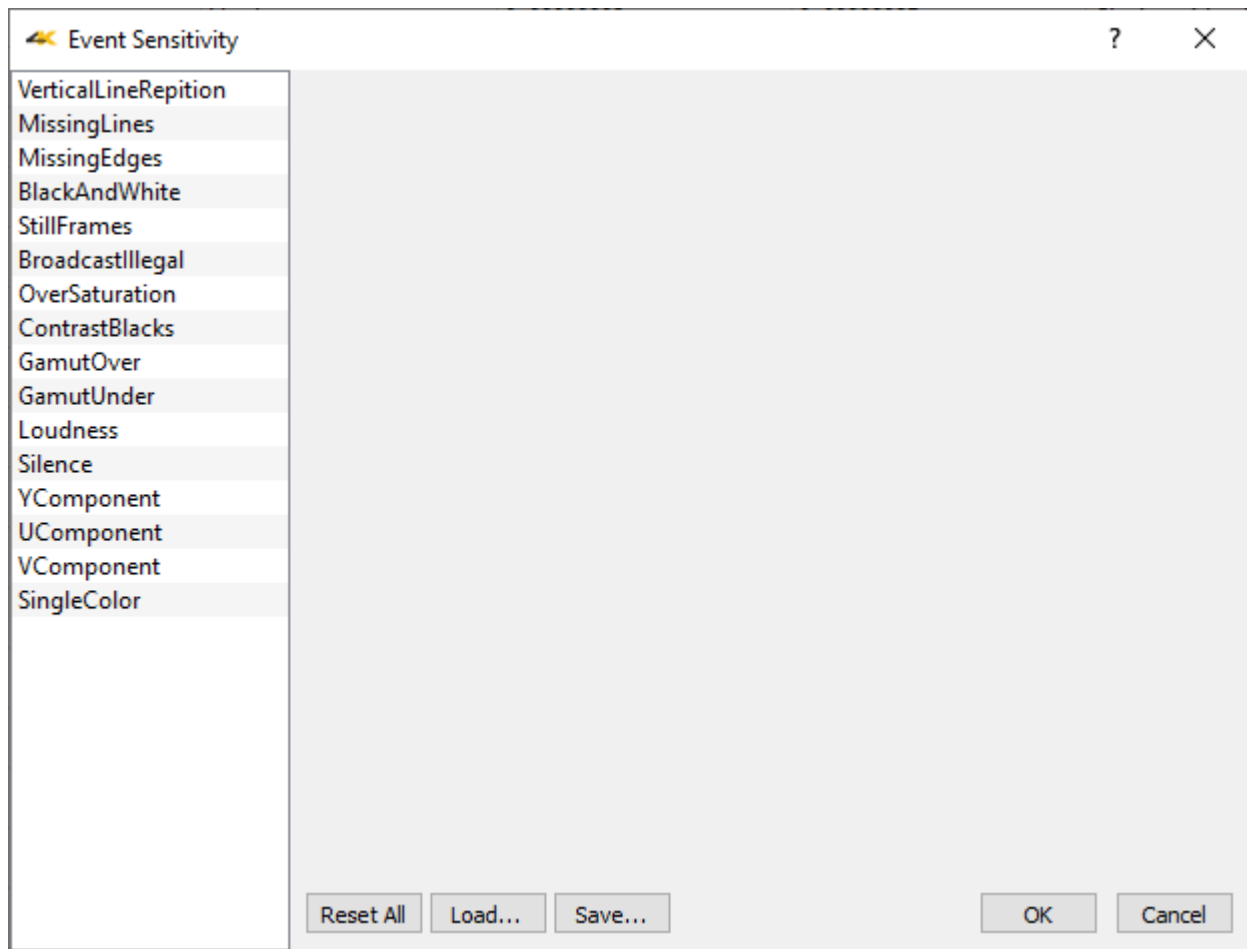 4K Event Sensitivity ?
VerticalLineRepition
MissingLines
MissingEdges
BlackAndWhite
StillFrames
BroadcastIllegal
OverSaturation
ContrastBlacks
GamutOver
GamutUnder
Loudness
Silence
YComponent
UComponent
VComponent
SingleColor
Reset All Load... Save... OK Cancel